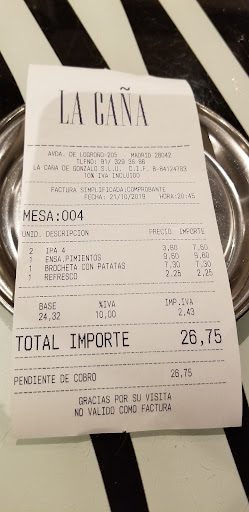 LA CAÑA
AVDA. DE LOGROÑO-205 MADRID 28042
TLFNO: 91/ 329 36 66
LA CAÑA DE GONZALO S.L.U. C.I.F. B-84124763
10% IVA INCLUIDO
FACTURA SIMPLIFICADA:COMPROBANTE
FECHA: 21/10/2019 HORA:20:45
MESA:004
UNID. DESCRIPCION PRECIO IMPORTE
2 IPA 4 3,80 7,60
1 ENSA.PIMIENTOS 9,60 9,60
1 BROCHETA CON PATATAS 7,30 7,30
1 REFRESCO 2,25 2,25
BASE %IVA IMP.IVA
24,32 10,00 2,43
TOTAL IMPORTE 26,75
PENDIENTE DE COBRO 26,75
GRACIAS POR SU VISITA
NO VALIDO COMO FACTURA